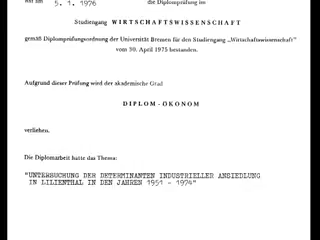 hat am 5. 1. 1976 die Diplomprüfung im
Studiengang WIRTSCHAFTSWISSENSCHAFT
gemäß Diplomprüfungsordnung der Universität Bremen für den Studiengang „Wirtschaftswissenschaft"
vom 30. April 1975 bestanden.
Aufgrund dieser Prüfung wird der akademische Grad
DIPLOM-ÖKONOM
verliehen.
Die Diplomarbeit hatte das Thema:
"UNTERSUCHUNG DER DETERMINANTEN INDUSTRIELLER ANSIEDLUNG
IN LILIENTHAL IN DEN JAHREN 1951 - 1974"